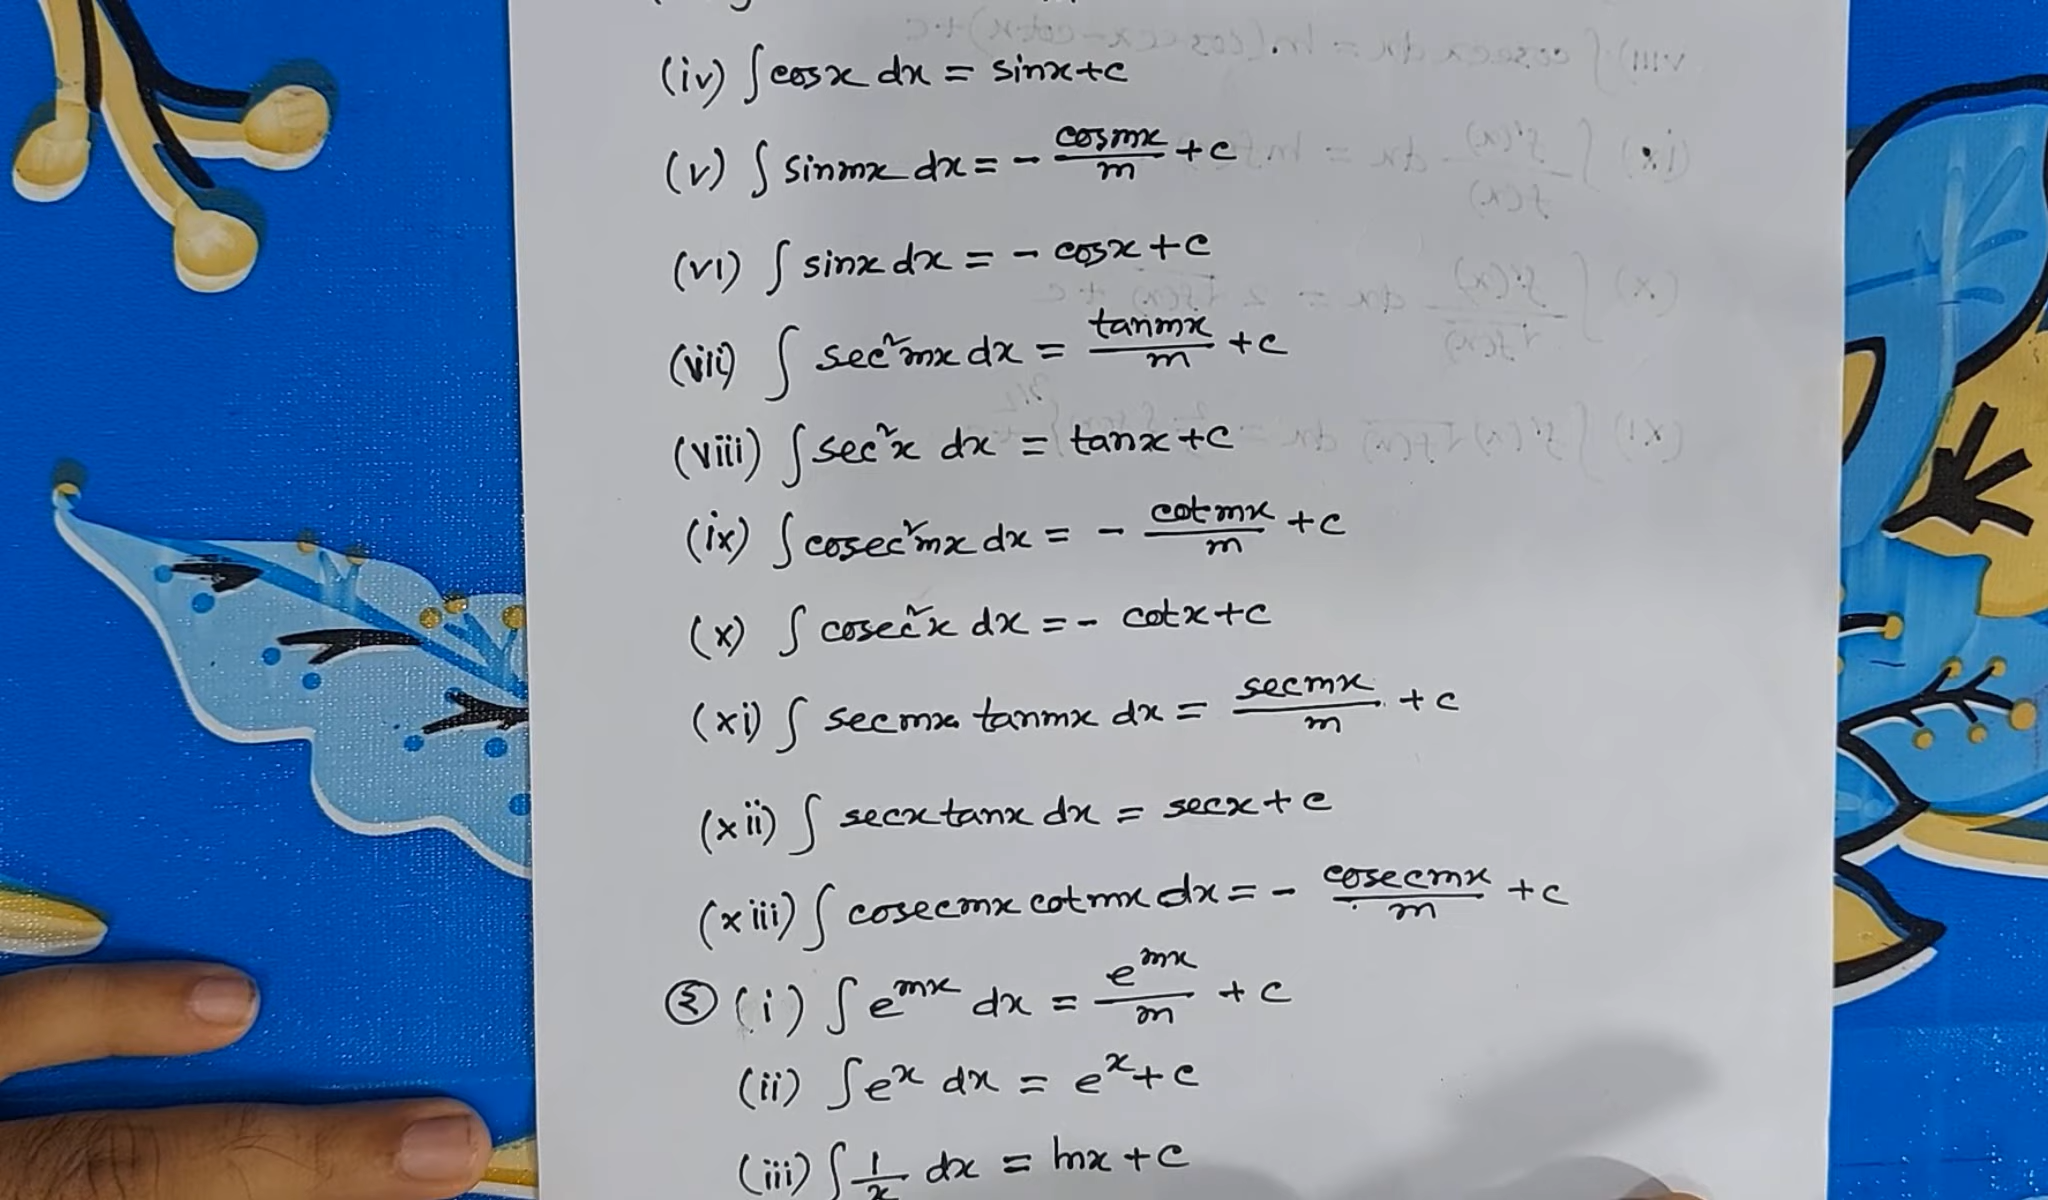 (iv) ∫cosx dx = sinx+c
(v) ∫ sinmx dx = - cosmx/m +c
(vi) ∫ sinx dx = - cosx +c
(vii) ∫ sec²mx dx = tanmx/m +c
(viii) ∫ sec²x dx = tanx +c
(ix) ∫ cosec²mx dx = - cotmx/m +c
(x) ∫ cosec²x dx = - cotx+c
(xi) ∫ secmx tanmx dx = secmx/m +c
(xii) ∫ secx tanx dx = secx+c
(xiii) ∫ cosecmx cotmx dx = - cosecmx/m +c
২ (i) ∫e^mx dx = e^mx/m + c
(ii) ∫e^x dx = e^x+c
(iii) ∫ 1/x dx = lnx +c